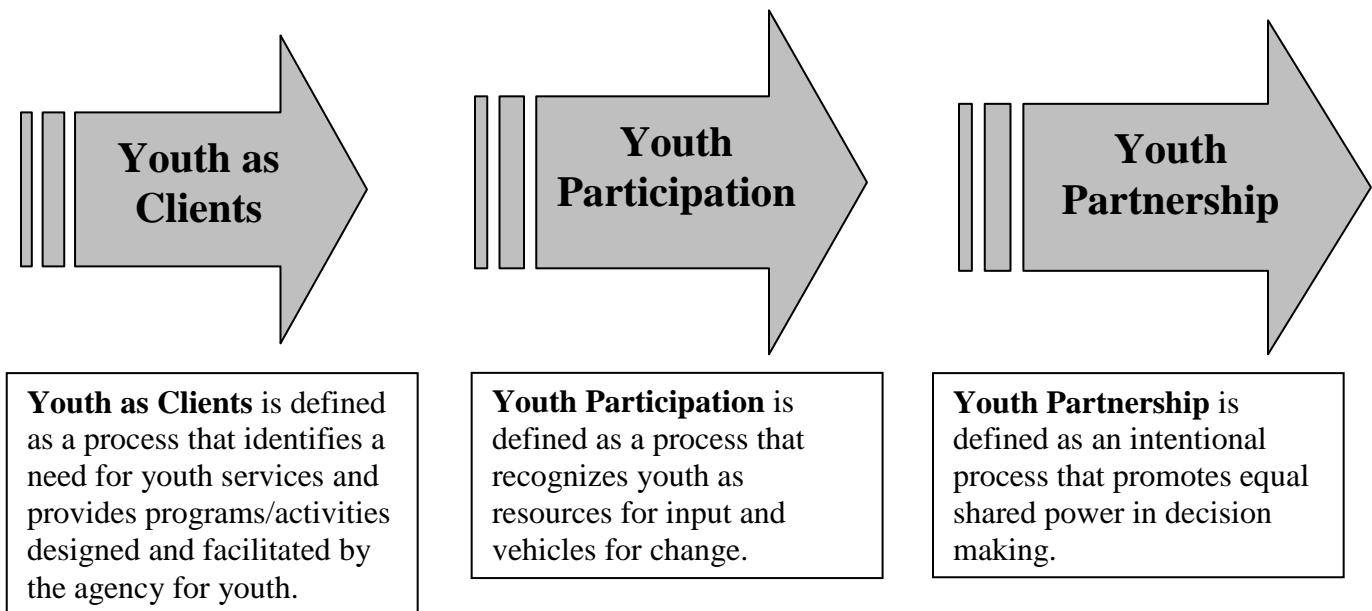 Youth as
Clients
Youth
Participation
Youth
Partnership
Youth as Clients is defined
as a process that identifies a
need for youth services and
provides programs/activities
designed and facilitated by
the agency for youth.
Youth Participation is
defined as a process that
recognizes youth as
resources for input and
vehicles for change.
Youth Partnership is
defined as an intentional
process that promotes equal
shared power in decision
making.